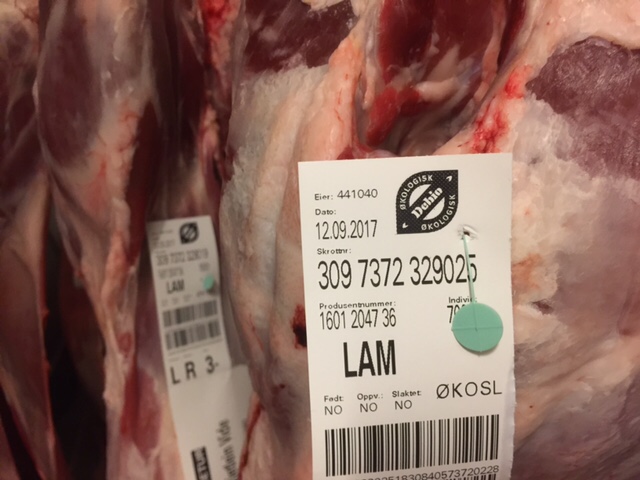 Eier: 441040
ØKOLOGISK
Debio
ØKOLOGISK
Dato:
12.09.2017
Skrottnr:
309 7372 329025
Produsentnummer:
1601 2047 36
LAM
Født: Oppv.: Slaktet:
NO NO NO
ØKOSL
LAM
L R 3-